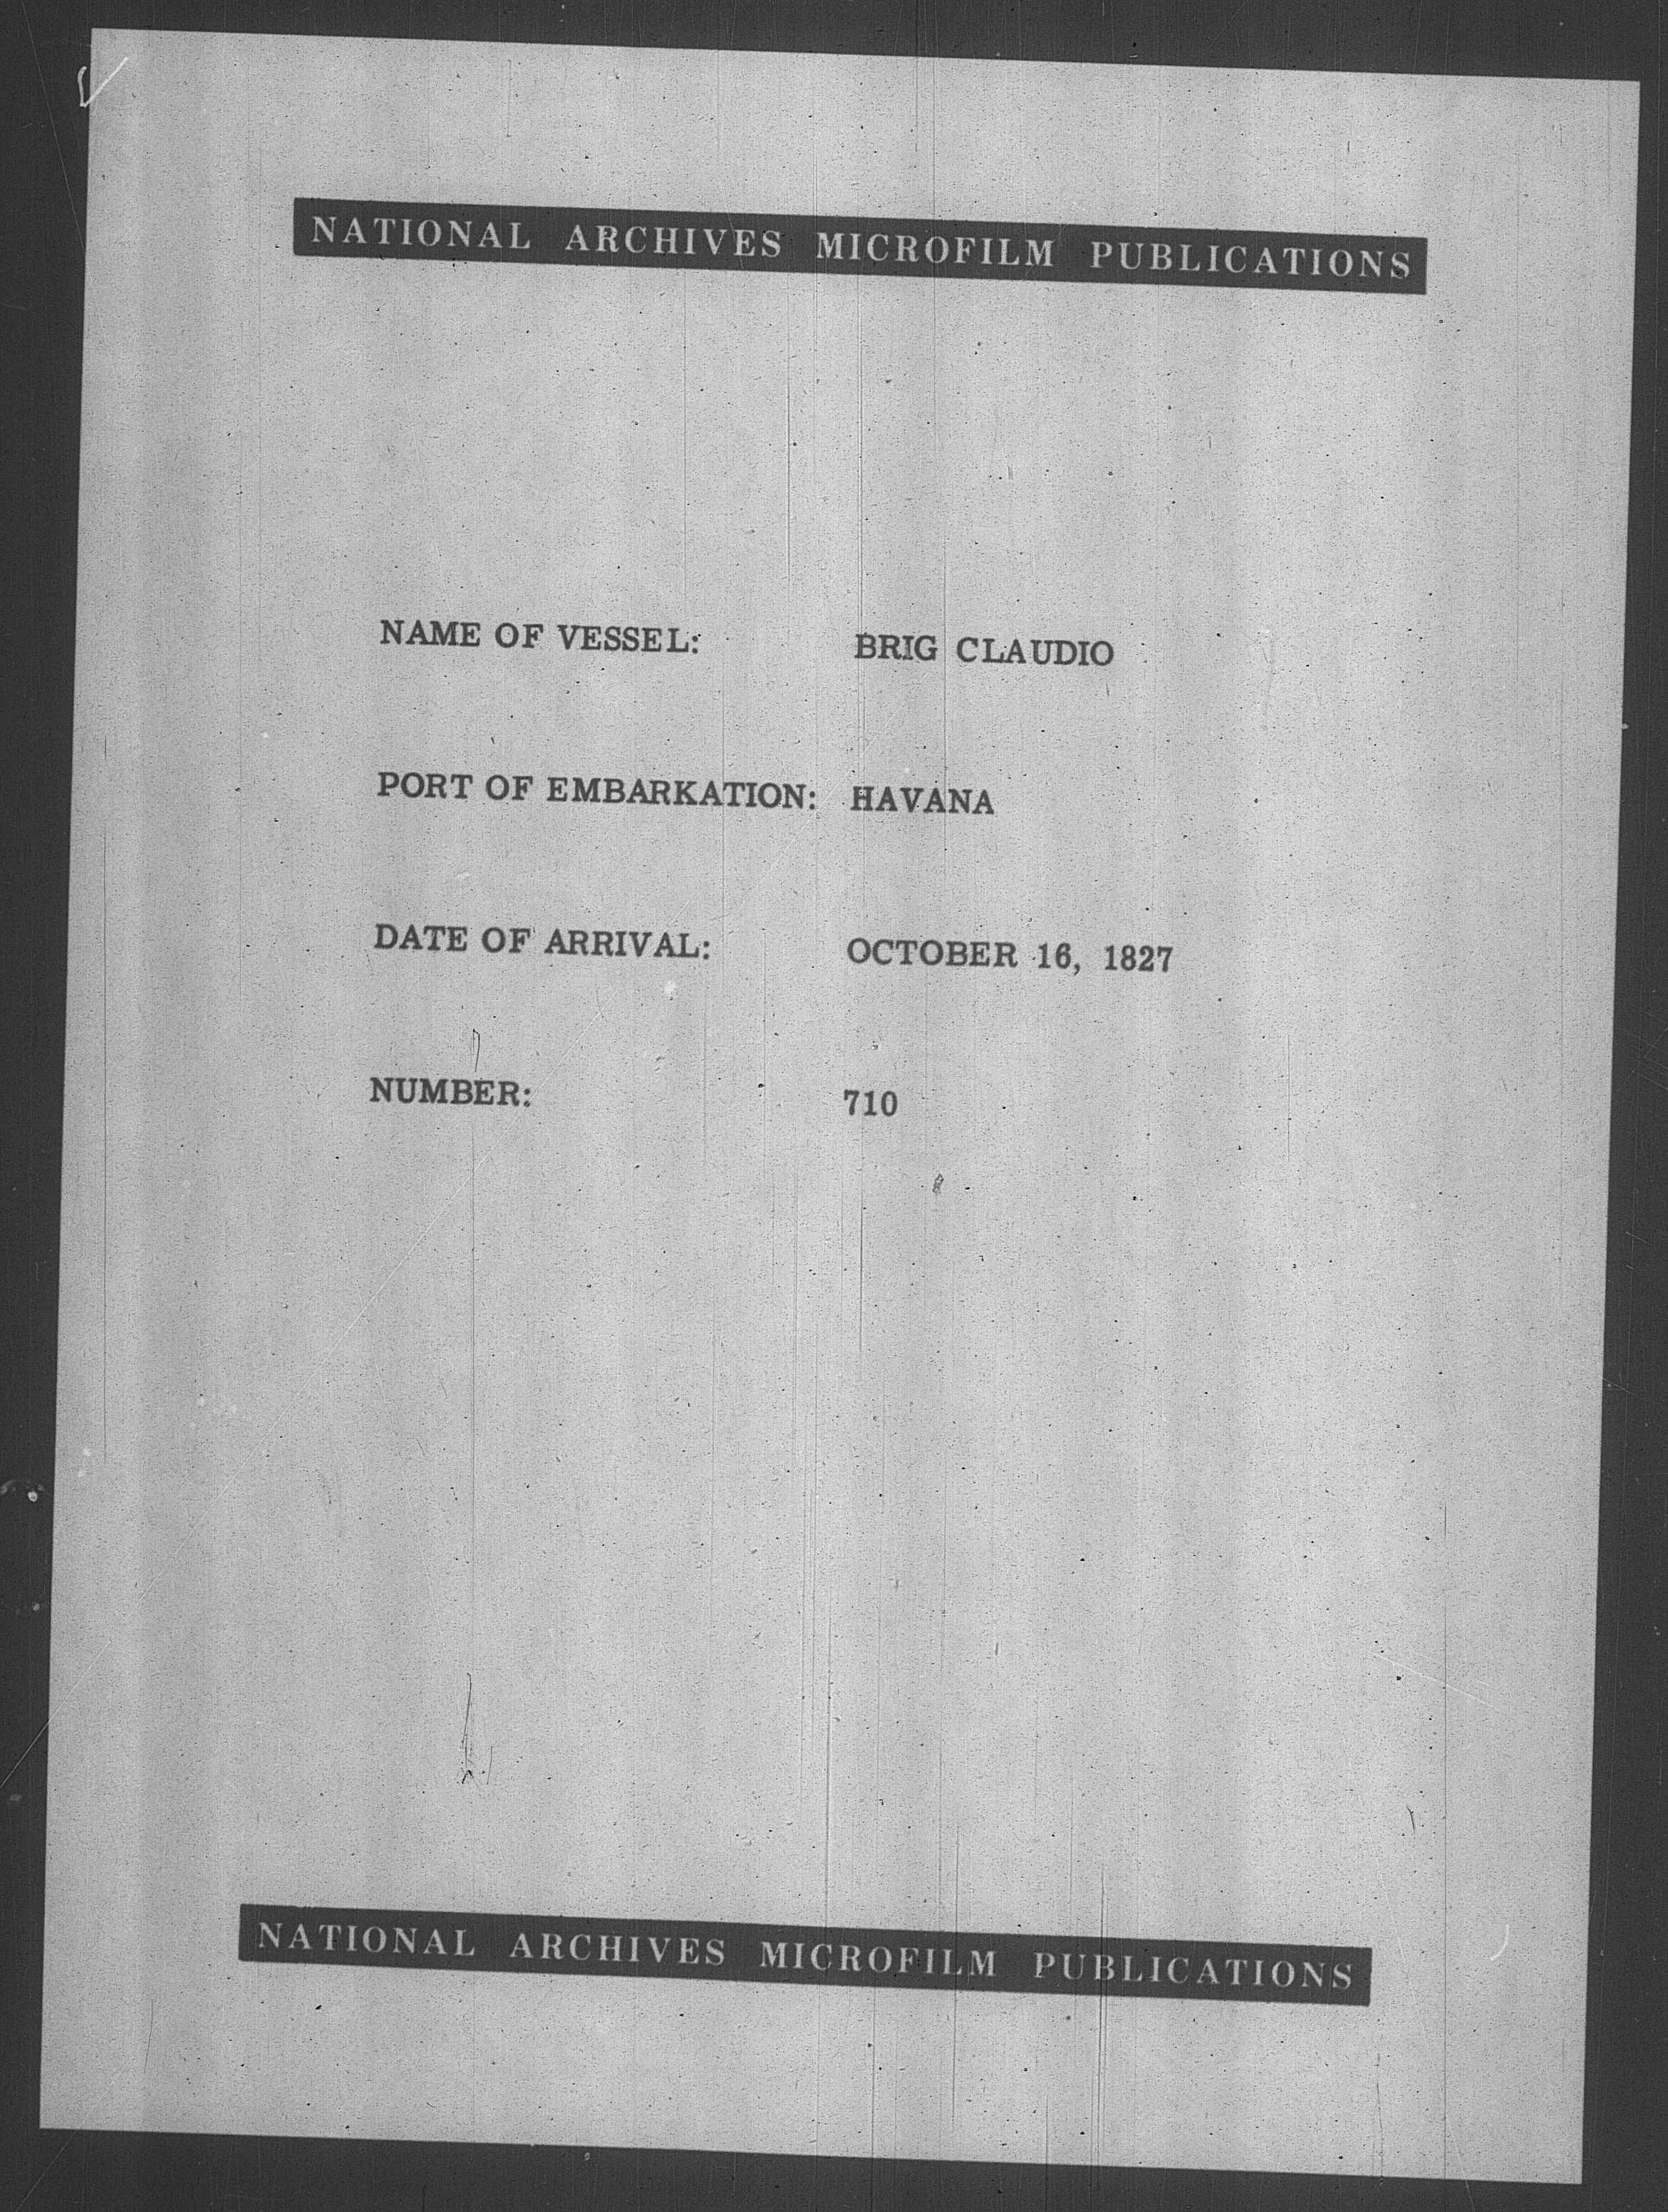 NATIONAL ARCHIVES MICROFILM PUBLICATIONS
NAME OF VESSEL: BRIG CLAUDIO
PORT OF EMBARKATION: HAVANA
DATE OF ARRIVAL: OCTOBER 16, 1827
NUMBER: 710
NATIONAL ARCHIVES MICROFILM PUBLICATIONS